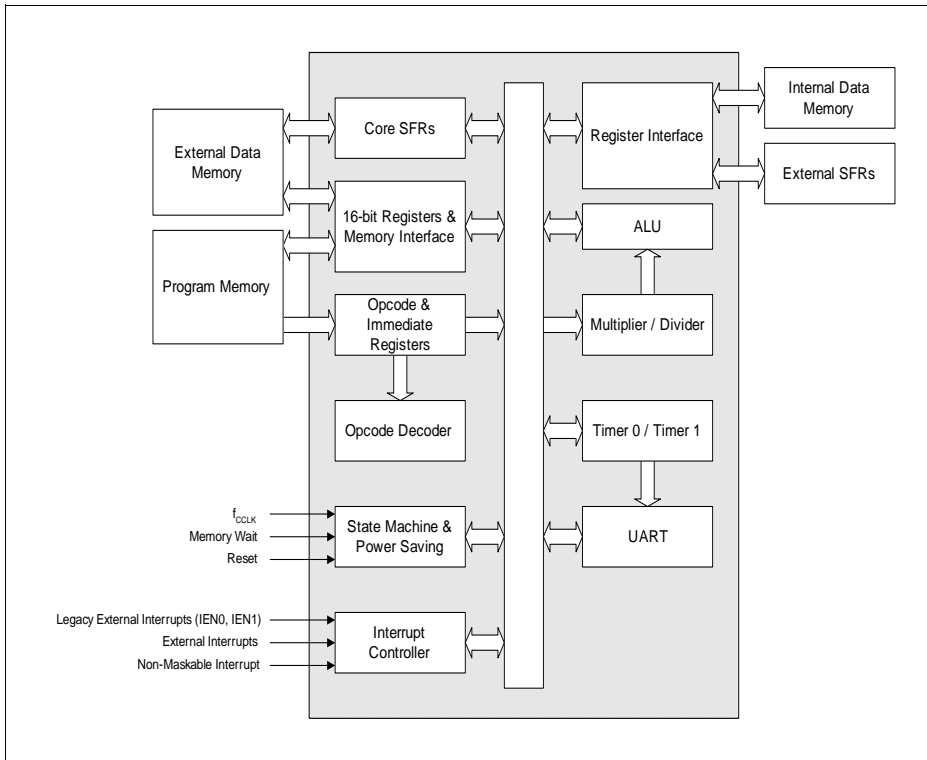 Core SFRs
External Data
Memory
16-bit Registers &
Memory Interface
Program Memory
Opcode &
Immediate
Registers
Opcode Decoder
fCCLK
Memory Wait
Reset
State Machine &
Power Saving
Legacy External Interrupts (IEN0, IEN1)
External Interrupts
Non-Maskable Interrupt
Interrupt
Controller
Register Interface
Internal Data
Memory
External SFRs
ALU
Multiplier / Divider
Timer 0 / Timer 1
UART